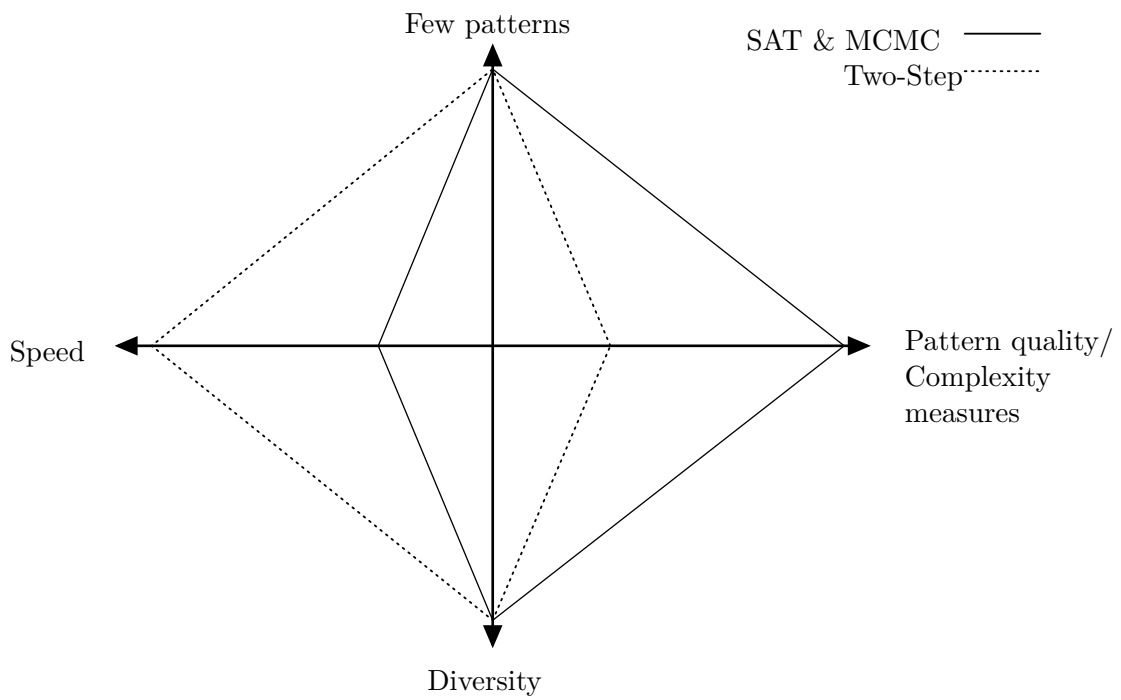 Few patterns
SAT & MCMC
Two-Step
Speed
Pattern quality/
Complexity
measures
Diversity